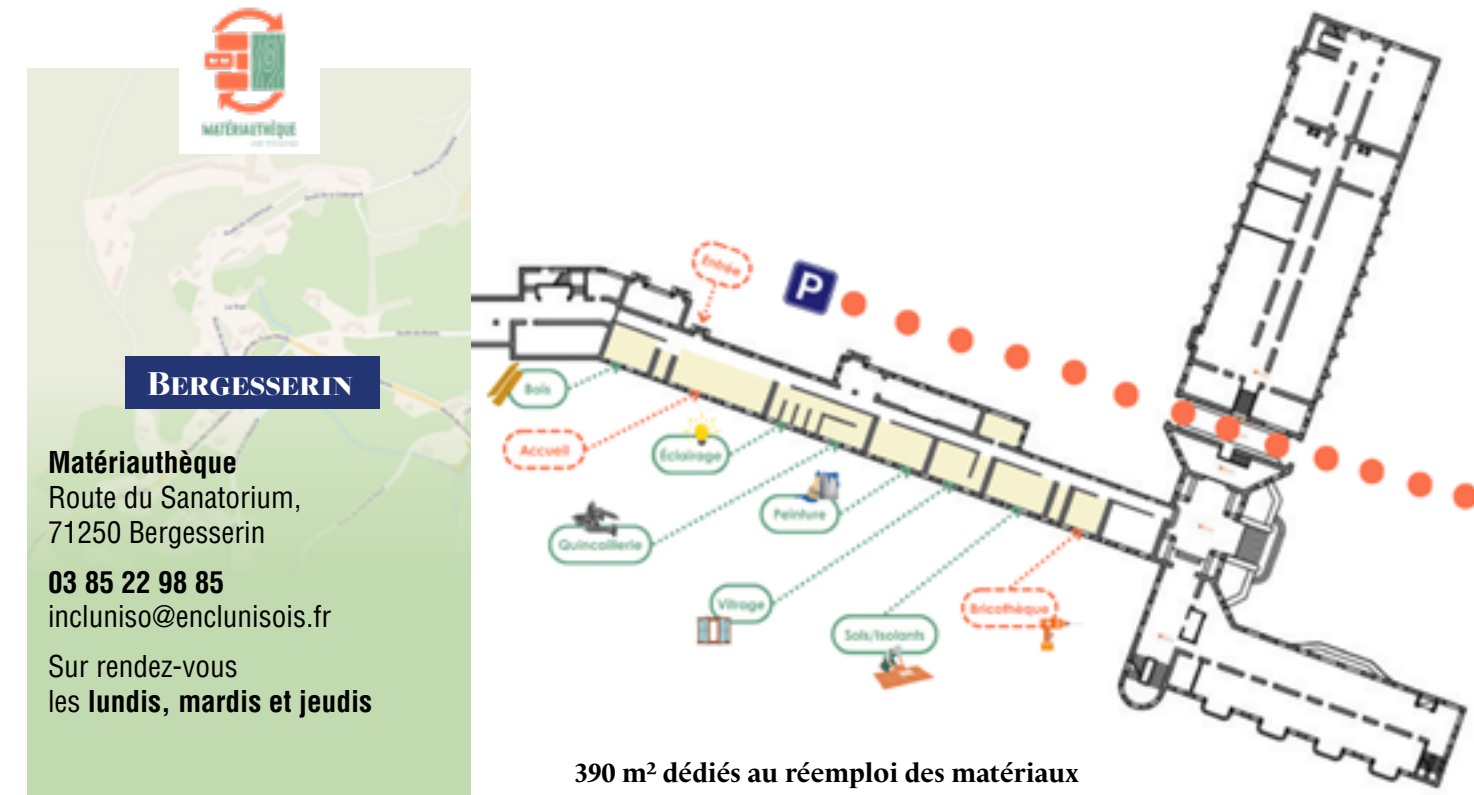 MATÉRIAUTHÈQUE
BERGESSERIN
Matériauthèque
Route du Sanatorium,
71250 Bergesserin
03 85 22 98 85
incluniso@enclunisois.fr
Sur rendez-vous
les lundis, mardis et jeudis
Entrée
P
Bois
Accueil
Éclairage
Peinture
Quincaillerie
Vitrage
Sols/Isolants
Bricothèque
390 m² dédiés au réemploi des matériaux